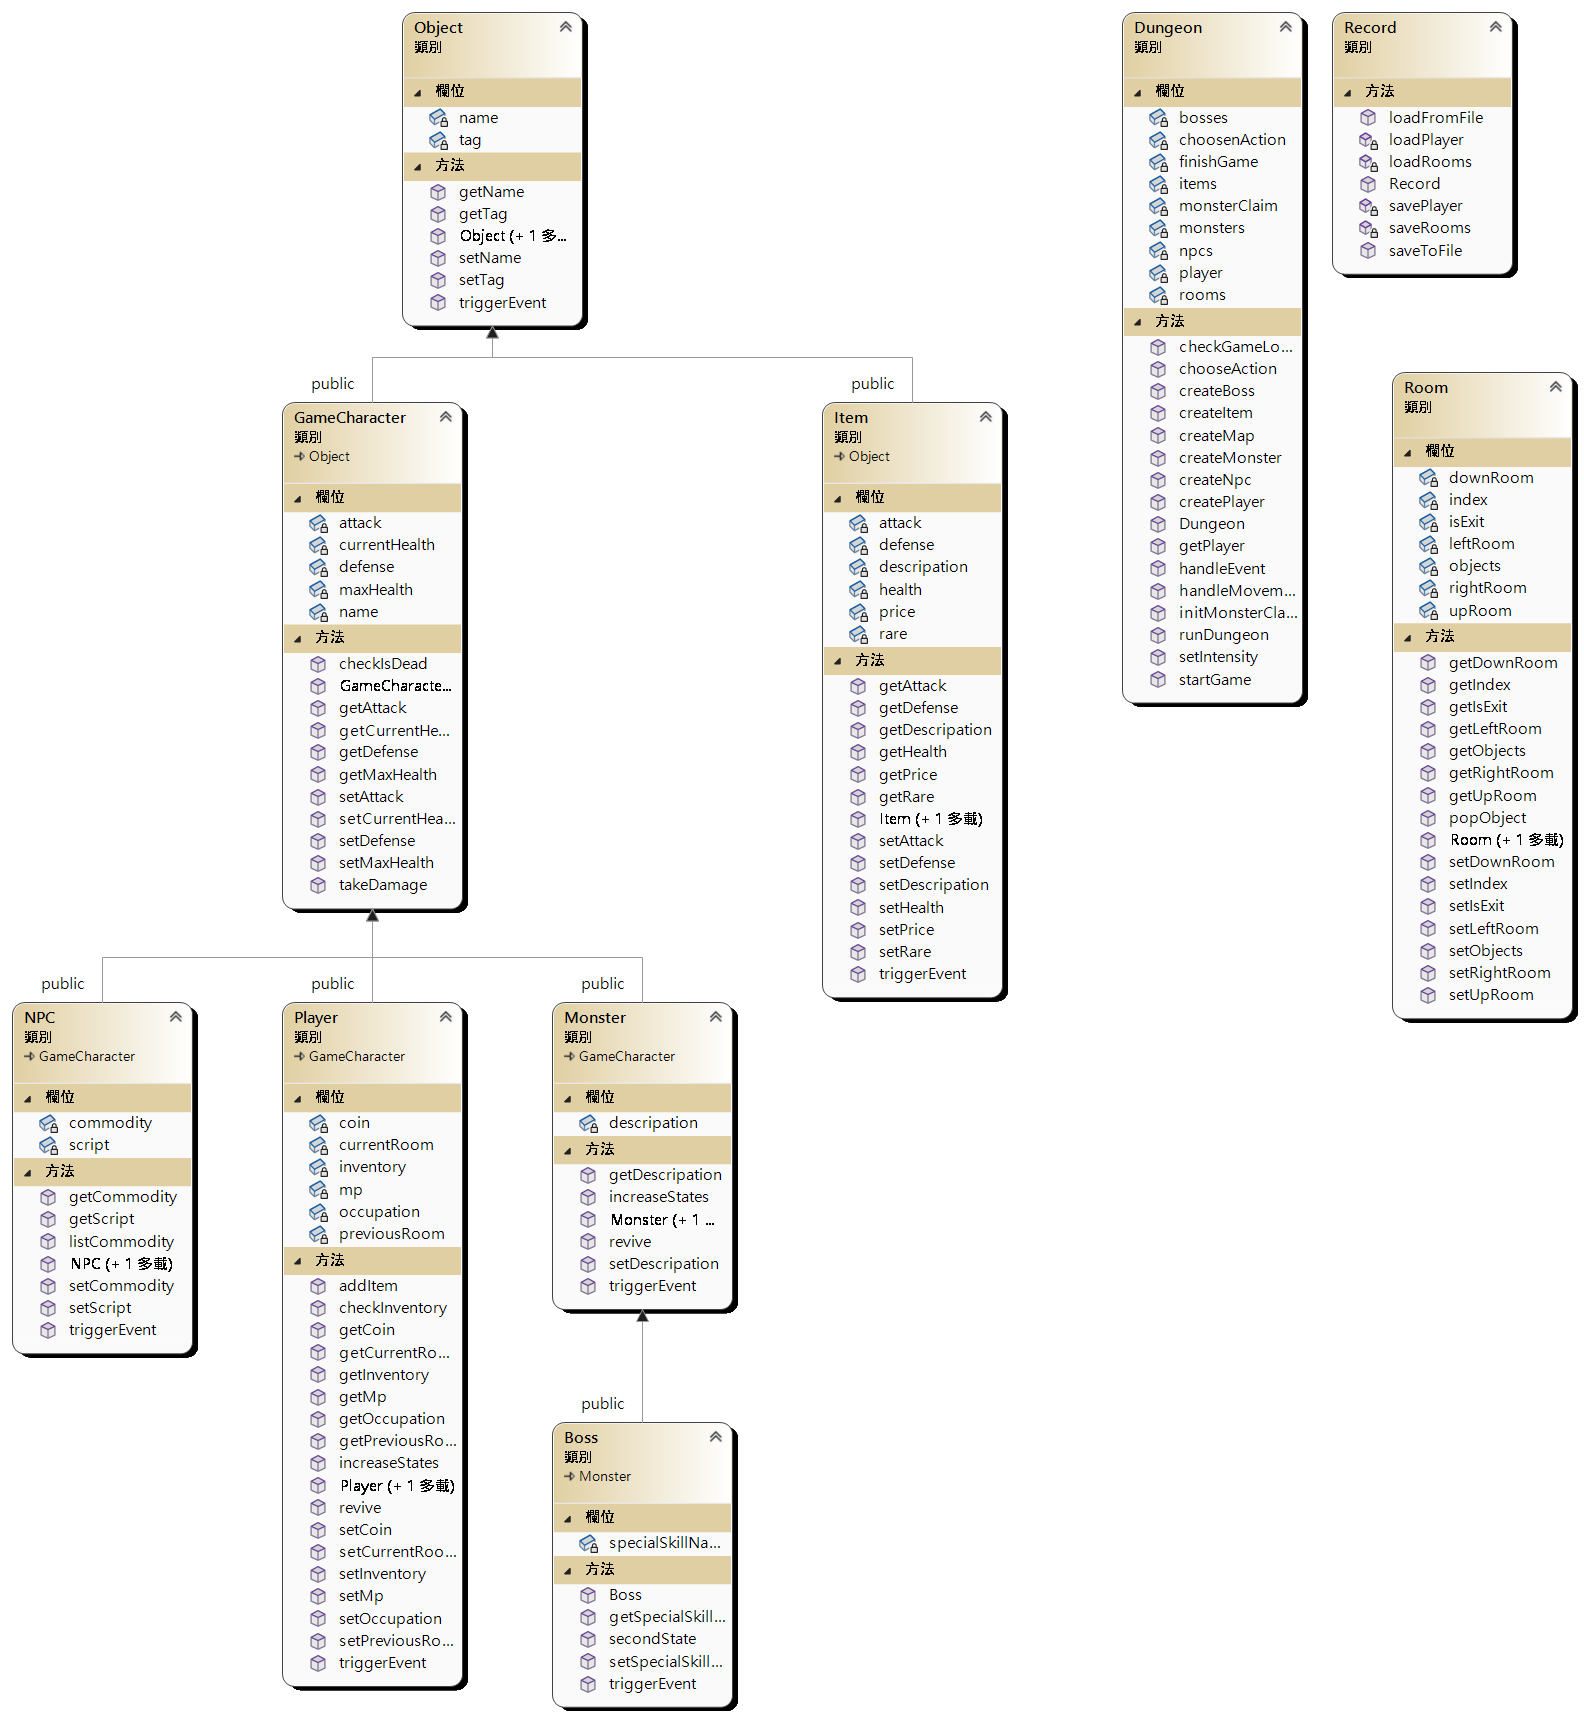 Object
類別
欄位
name
tag
方法
getName
getTag
Object (+ 1 多...
setName
setTag
triggerEvent
Dungeon
類別
欄位
bosses
choosenAction
finishGame
items
monsterClaim
monsters
npcs
player
rooms
方法
checkGameLo...
chooseAction
createBoss
createItem
createMap
createMonster
createNpc
createPlayer
Dungeon
getPlayer
handleEvent
handleMovem...
initMonsterCla...
runDungeon
setIntensity
startGame
Record
類別
方法
loadFromFile
loadPlayer
loadRooms
Record
savePlayer
saveRooms
saveToFile
public
GameCharacter
類別
Object
欄位
attack
currentHealth
defense
maxHealth
name
方法
checkIsDead
GameCharacte...
getAttack
getCurrentHe...
getDefense
getMaxHealth
setAttack
setCurrentHea...
setDefense
setMaxHealth
takeDamage
public
Item
類別
Object
欄位
attack
defense
descripation
health
price
rare
方法
getAttack
getDefense
getDescripation
getHealth
getPrice
getRare
Item (+ 1 多載)
setAttack
setDefense
setDescripation
setHealth
setPrice
setRare
triggerEvent
Room
類別
欄位
downRoom
index
isExit
leftRoom
objects
rightRoom
upRoom
方法
getDownRoom
getIndex
getIsExit
getLeftRoom
getObjects
getRightRoom
getUpRoom
popObject
Room (+ 1 多載)
setDownRoom
setIndex
setIsExit
setLeftRoom
setObjects
setRightRoom
setUpRoom
public
NPC
類別
GameCharacter
欄位
commodity
script
方法
getCommodity
getScript
listCommodity
NPC (+ 1 多載)
setCommodity
setScript
triggerEvent
public
Player
類別
GameCharacter
欄位
coin
currentRoom
inventory
mp
occupation
previousRoom
方法
addItem
checkInventory
getCoin
getCurrentRo...
getInventory
getMp
getOccupation
getPreviousRo...
increaseStates
Player (+ 1 多載)
revive
setCoin
setCurrentRoo...
setInventory
setMp
setOccupation
setPreviousRo...
triggerEvent
public
Monster
類別
GameCharacter
欄位
descripation
方法
getDescripation
increaseStates
Monster (+ 1 ...
revive
setDescripation
triggerEvent
public
Boss
類別
Monster
欄位
specialSkillNa...
方法
Boss
getSpecialSkill...
secondState
setSpecialSkill...
triggerEvent